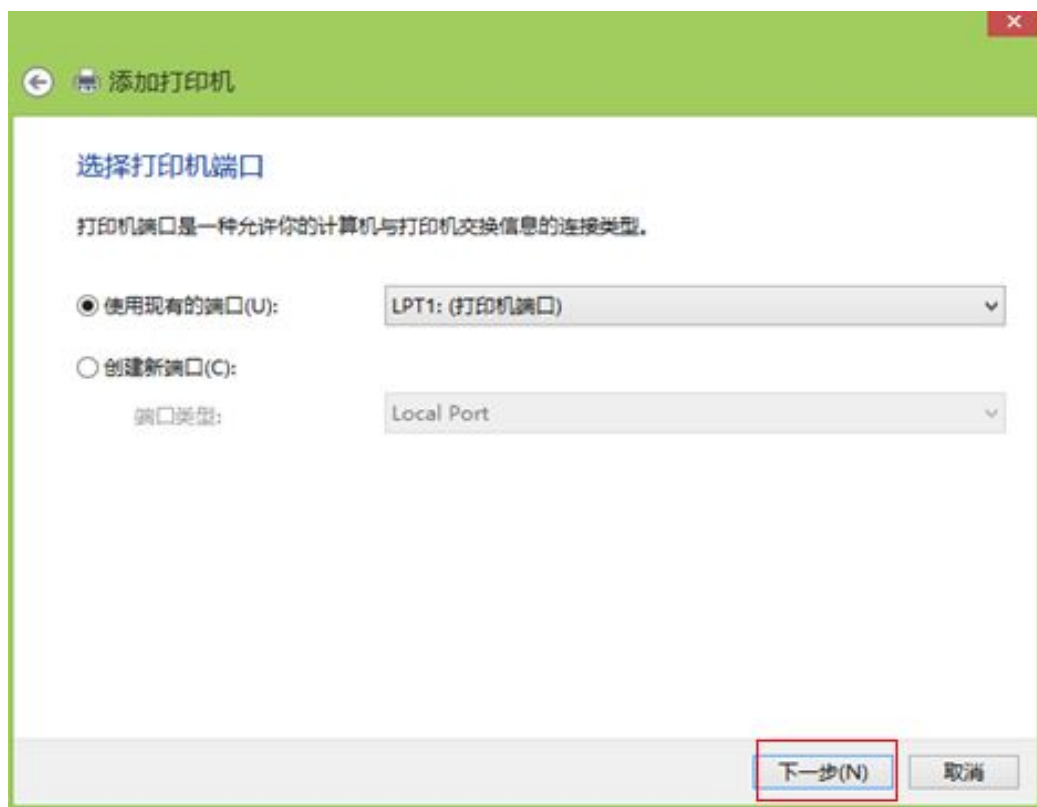 添加打印机
选择打印机端口
打印机端口是一种允许你的计算机与打印机交换信息的连接类型。
使用现有的端口(U): LPT1: (打印机端口)
创建新端口(C):
端口类型: Local Port
下一步(N) 取消